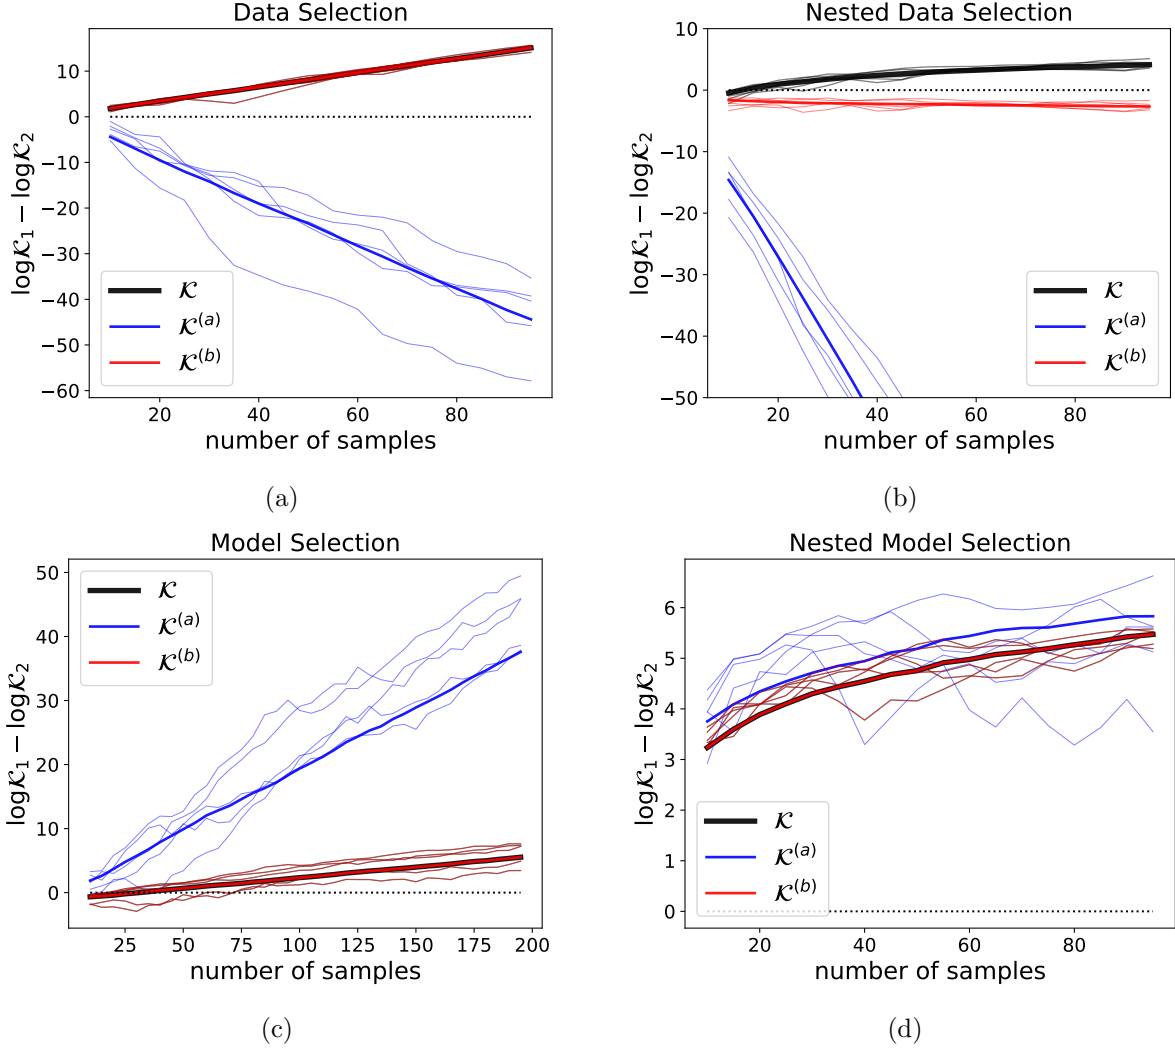 Data Selection
log𝒦₁ − log𝒦₂
10
0
−10
−20
−30
−40
−50
−60
𝒦
𝒦⁽ᵃ⁾
𝒦⁽ᵇ⁾
20 40 60 80
number of samples
(a)
Nested Data Selection
log𝒦₁ − log𝒦₂
10
0
−10
−20
−30
−40
−50
𝒦
𝒦⁽ᵃ⁾
𝒦⁽ᵇ⁾
20 40 60 80
number of samples
(b)
Model Selection
log𝒦₁ − log𝒦₂
50
40
30
20
10
0
𝒦
𝒦⁽ᵃ⁾
𝒦⁽ᵇ⁾
25 50 75 100 125 150 175 200
number of samples
(c)
Nested Model Selection
log𝒦₁ − log𝒦₂
6
5
4
3
2
1
0
𝒦
𝒦⁽ᵃ⁾
𝒦⁽ᵇ⁾
20 40 60 80
number of samples
(d)